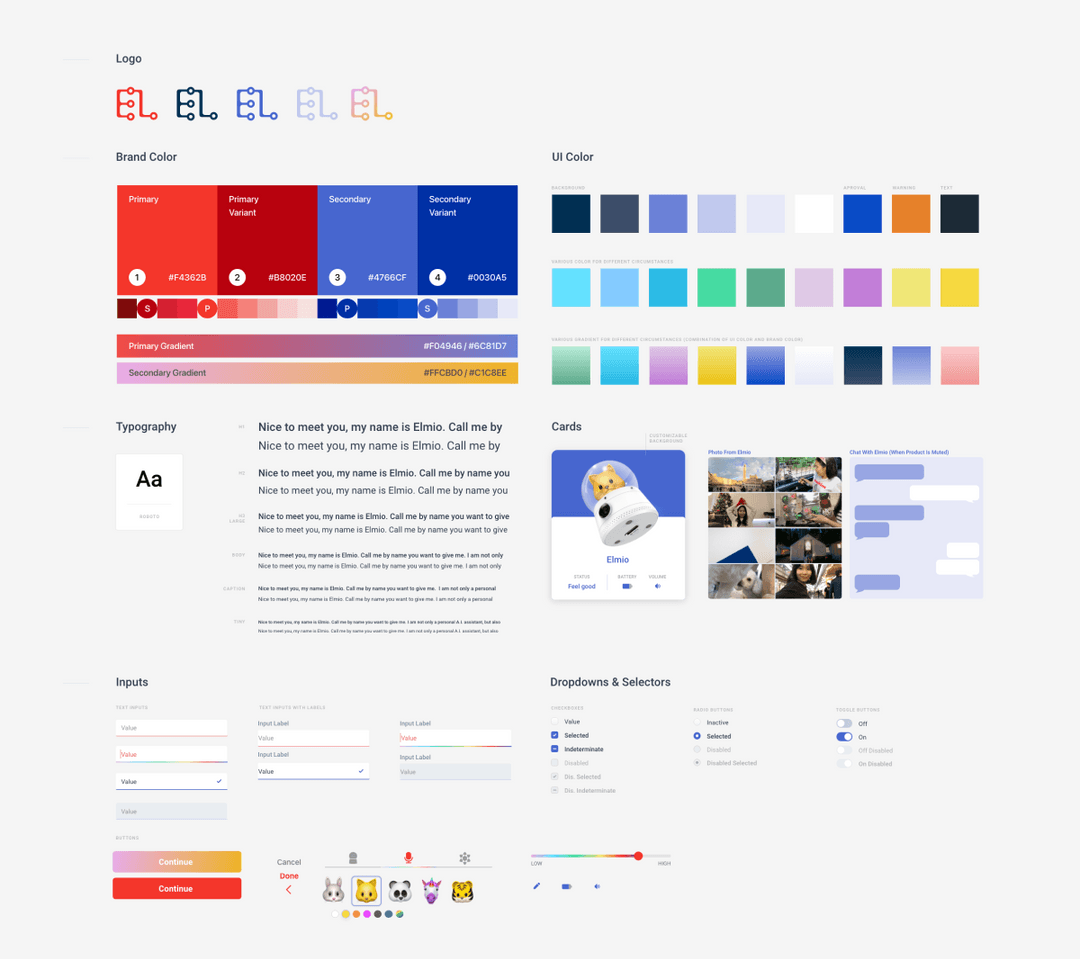 Logo
Brand Color
Primary
Primary
Variant
Secondary
Secondary
Variant
1
#F4362B
2
#B8020E
3
#4766CF
4
#0030A5
S
P
P
S
Primary Gradient
#F04946 / #6C81D7
Secondary Gradient
#FFCBD0 / #C1C8EE
UI Color
BACKGROUND
APROVAL
WARNING
TEXT
VARIOUS COLOR FOR DIFFERENT CIRCUMSTANCES
VARIOUS GRADIENT FOR DIFFERENT CIRCUMSTANCES (COMBINATION OF UI COLOR AND BRAND COLOR)
Typography
Aa
ROBOTO
H1
Nice to meet you, my name is Elmio. Call me by
Nice to meet you, my name is Elmio. Call me by
Nice to meet you, my name is Elmio. Call me by name you
Nice to meet you, my name is Elmio. Call me by name you
LARGE
Nice to meet you, my name is Elmio. Call me by name you want to give
Nice to meet you, my name is Elmio. Call me by name you want to give
BODY
Nice to meet you, my name is Elmio. Call me by name you want to give me. I am not only
Nice to meet you, my name is Elmio. Call me by name you want to give me. I am not only
CAPTION
Nice to meet you, my name is Elmio. Call me by name you want to give me. I am not only a personal
Nice to meet you, my name is Elmio. Call me by name you want to give me. I am not only a personal
TINY
Nice to meet you, my name is Elmio. Call me by name you want to give me. I am not only a personal A.I. assistant, but also
Nice to meet you, my name is Elmio. Call me by name you want to give me. I am not only a personal A.I. assistant, but also
Cards
CUSTOMIZABLE
BACKGROUND
Elmio
STATUS
BATTERY
VOLUME
Feel good
Photo From Elmio
Chat With Elmio (When Product Is Muted)
Inputs
TEXT INPUTS
Value
Value
Value
Value
TEXT INPUTS WITH LABELS
Input Label
Value
Input Label
Value
Input Label
Value
Input Label
Value
BUTTONS
Continue
Continue
Cancel
Done
Dropdowns & Selectors
CHECKBOXES
Value
Selected
Indeterminate
Disabled
Dis. Selected
Dis. Indeterminate
RADIO BUTTONS
Inactive
Selected
Disabled
Disabled Selected
TOGGLE BUTTONS
Off
On
Off Disabled
On Disabled
LOW
HIGH